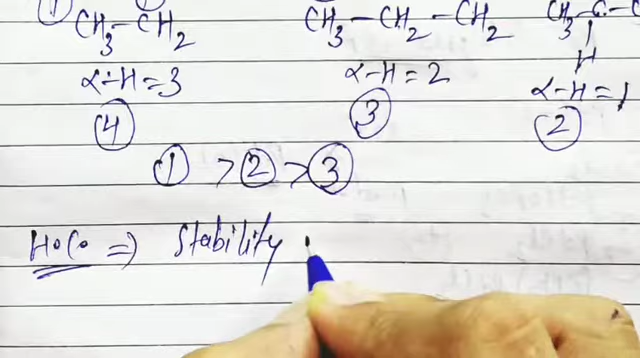 CH3-CH2 CH3-CH2-CH2 CH3-C-
H
α-H=3 α-H=2 α-H=1
4 3 2
1 > 2 > 3
H·C· ⇒ Stability